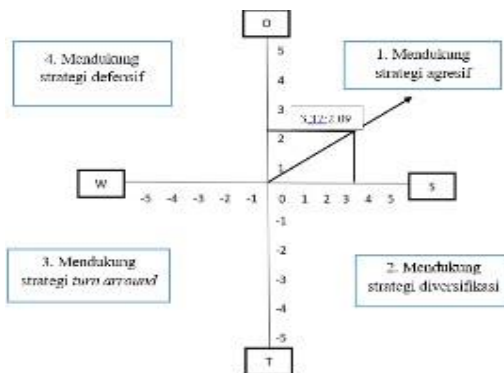 O
5
4. Mendukung
strategi defensif
1. Mendukung
strategi agresif
4
3
2
1
W
S
-5 -4 -3 -2 -1 0 1 2 3 4 5
-1
-2
-3
-4
-5
3. Mendukung
strategi turn arround
2. Mendukung
strategi diversifikasi
T